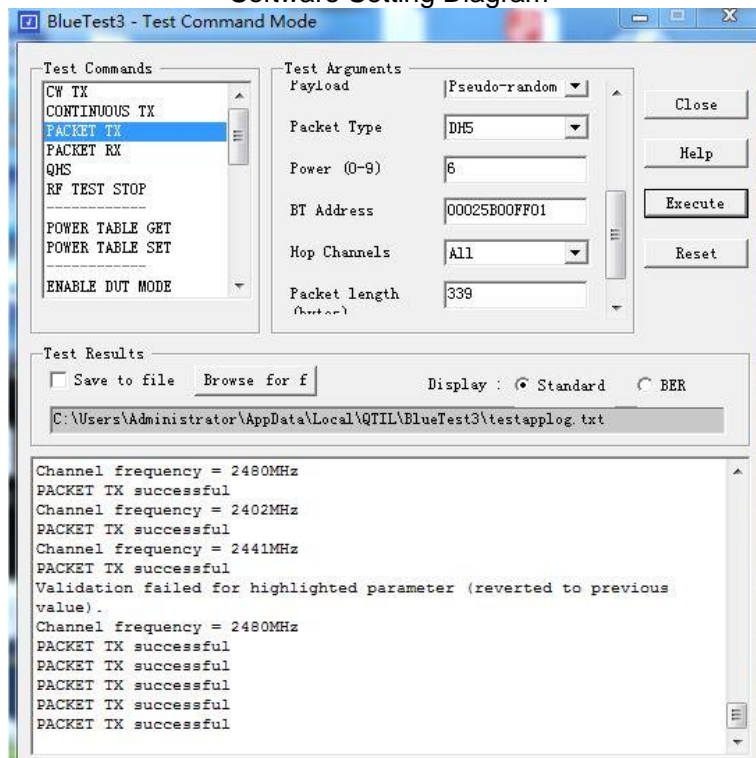 Software Setting Diagram
BlueTest3 - Test Command Mode
Test Commands
CW TX
CONTINUOUS TX
PACKET TX
PACKET RX
QHS
RF TEST STOP
------------
POWER TABLE GET
POWER TABLE SET
------------
ENABLE DUT MODE
Test Arguments
Payload Pseudo-random
Packet Type DH5
Power (0-9) 6
BT Address 00025B00FF01
Hop Channels All
Packet length 339
(bytes)
Close
Help
Execute
Reset
Test Results
Save to file Browse for f Display : Standard BER
C:\Users\Administrator\AppData\Local\QTIL\BlueTest3\testapplog.txt
Channel frequency = 2480MHz
PACKET TX successful
Channel frequency = 2402MHz
PACKET TX successful
Channel frequency = 2441MHz
PACKET TX successful
Validation failed for highlighted parameter (reverted to previous
value).
Channel frequency = 2480MHz
PACKET TX successful
PACKET TX successful
PACKET TX successful
PACKET TX successful
PACKET TX successful